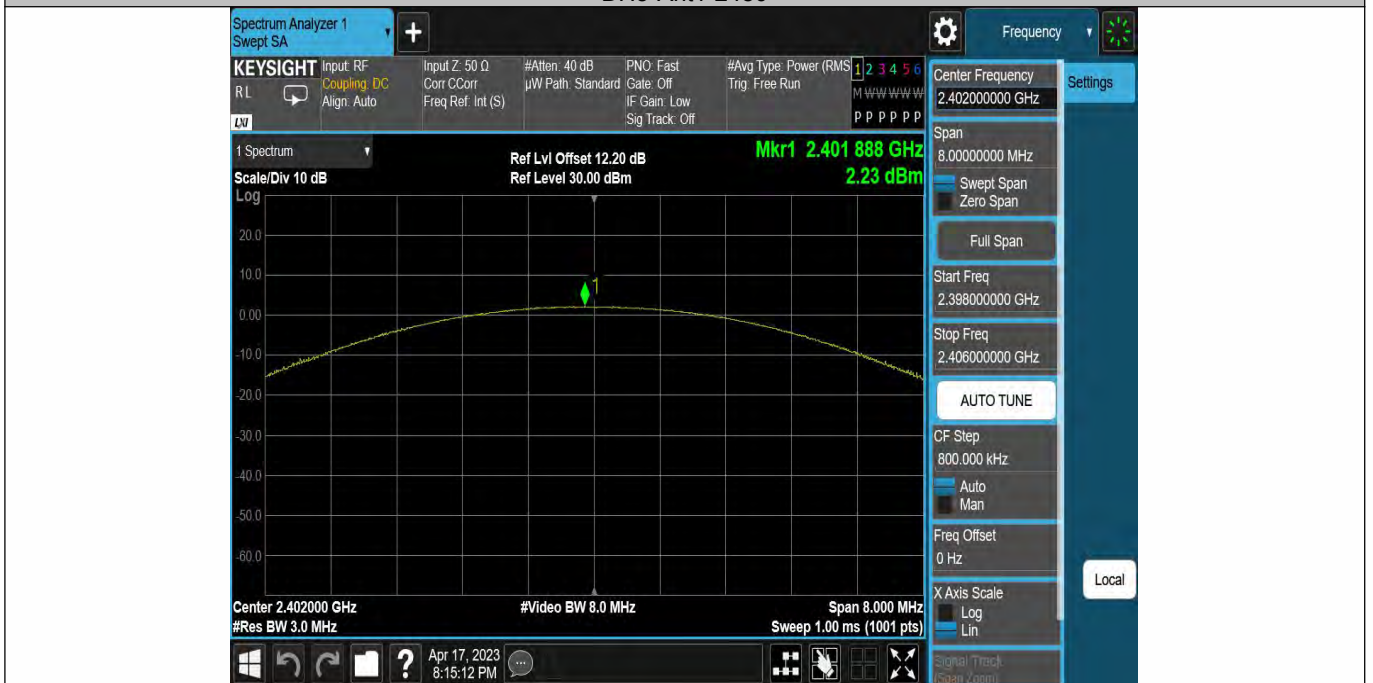 Spectrum Analyzer 1
Swept SA
+
Frequency
KEYSIGHT
RL
LXI
Input: RF
Coupling: DC
Align: Auto
Input Z: 50 Ω
Corr CCorr
Freq Ref: Int (S)
#Atten: 40 dB
µW Path: Standard
PNO: Fast
Gate: Off
IF Gain: Low
Sig Track: Off
#Avg Type: Power (RMS
Trig: Free Run
1 2 3 4 5 6
M W W W W W
P P P P P P
1 Spectrum
Scale/Div 10 dB
Log
Ref Lvl Offset 12.20 dB
Ref Level 30.00 dBm
Mkr1 2.401 888 GHz
2.23 dBm
20.0
10.0
0.00
-10.0
-20.0
-30.0
-40.0
-50.0
-60.0
1
Center 2.402000 GHz
#Res BW 3.0 MHz
#Video BW 8.0 MHz
Span 8.000 MHz
Sweep 1.00 ms (1001 pts)
Center Frequency
2.402000000 GHz
Settings
Span
8.00000000 MHz
Swept Span
Zero Span
Full Span
Start Freq
2.398000000 GHz
Stop Freq
2.406000000 GHz
AUTO TUNE
CF Step
800.000 kHz
Auto
Man
Freq Offset
0 Hz
Local
X Axis Scale
Log
Lin
Signal Track
(Span Zoom)
?
Apr 17, 2023
8:15:12 PM